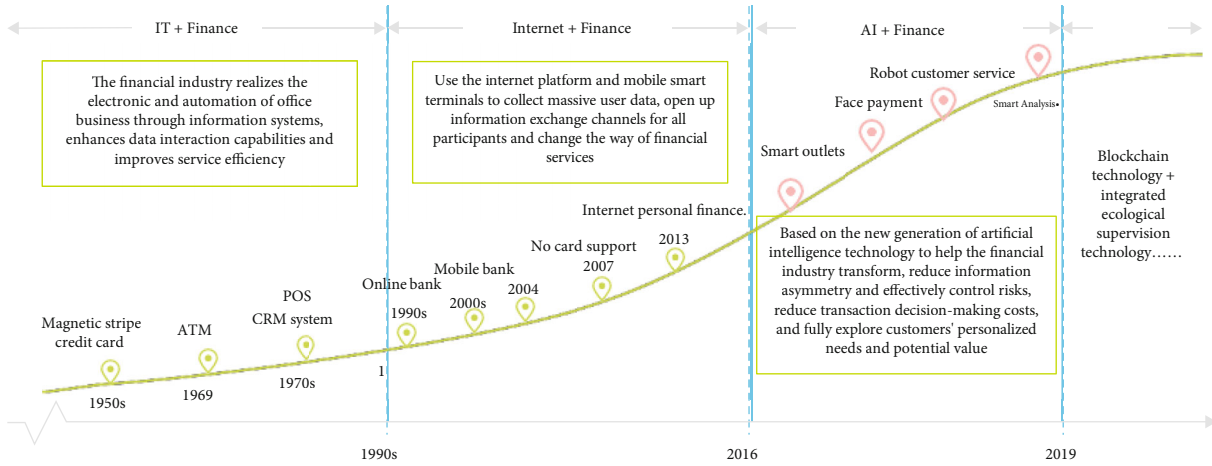 IT + Finance
Internet + Finance
AI + Finance
The financial industry realizes the
electronic and automation of office
business through information systems,
enhances data interaction capabilities and
improves service efficiency
Use the internet platform and mobile smart
terminals to collect massive user data, open up
information exchange channels for all
participants and change the way of financial
services
Robot customer service
Smart Analysis•
Face payment
Smart outlets
Blockchain
technology +
integrated
ecological
supervision
technology……
Internet personal finance.
Based on the new generation of artificial
intelligence technology to help the financial
industry transform, reduce information
asymmetry and effectively control risks,
reduce transaction decision-making costs,
and fully explore customers' personalized
needs and potential value
2013
No card support
2007
Mobile bank
2000s
2004
Online bank
1990s
POS
CRM system
1970s
ATM
1969
Magnetic stripe
credit card
1950s
1
1990s
2016
2019